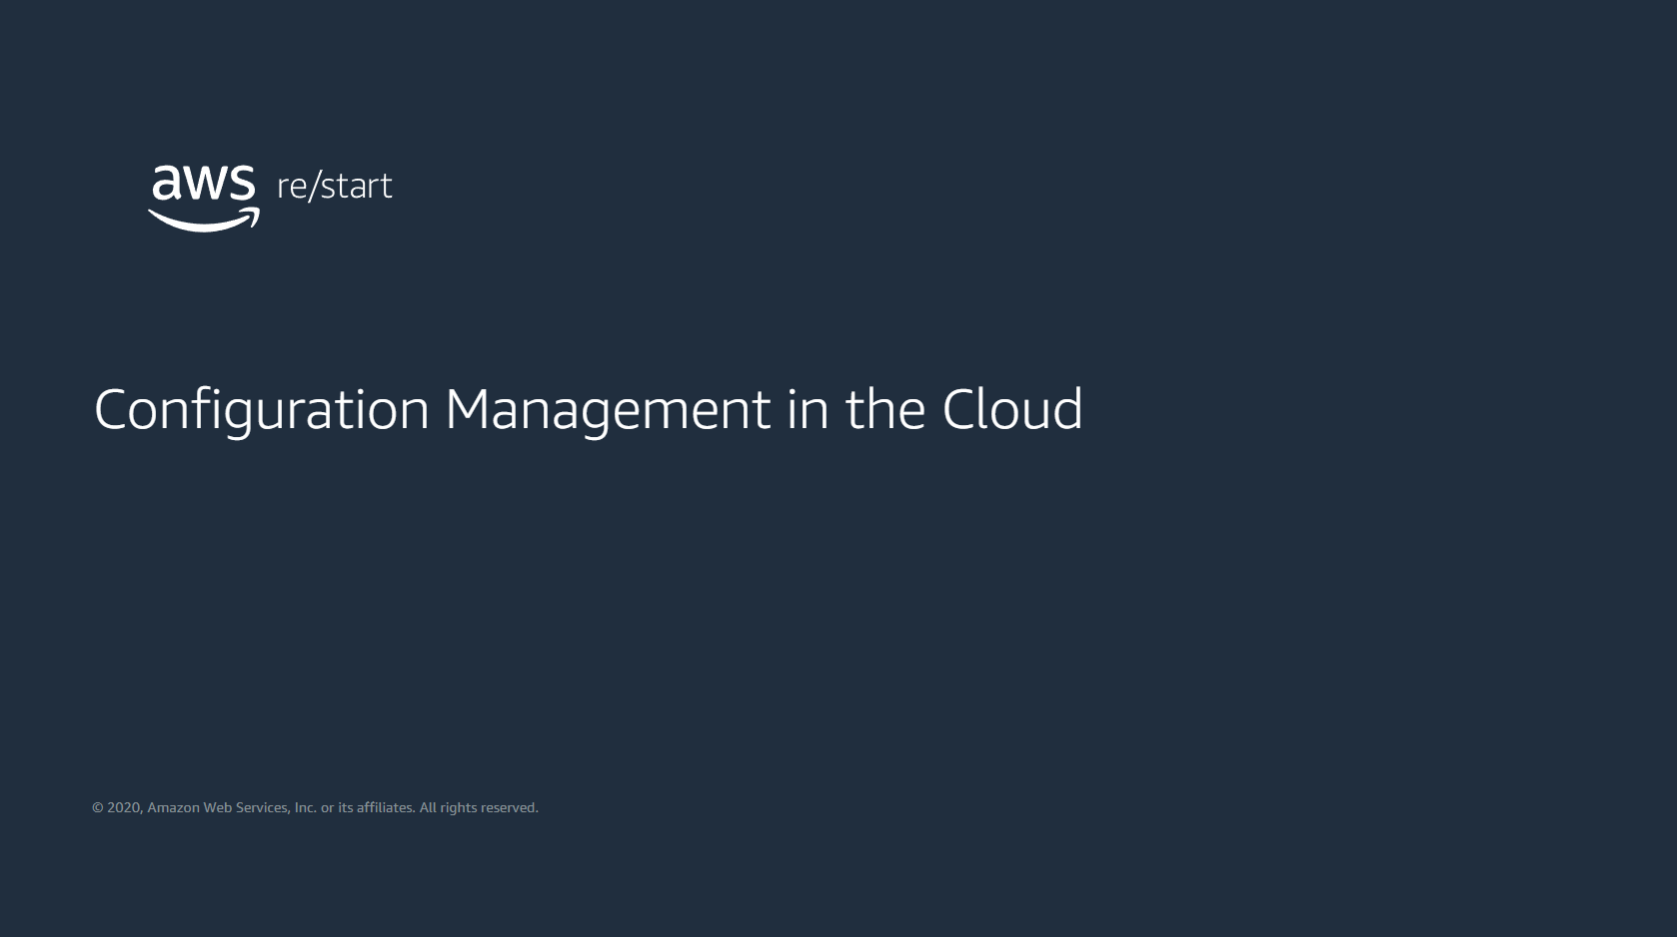 aws re/start
Configuration Management in the Cloud
© 2020, Amazon Web Services, Inc. or its affiliates. All rights reserved.